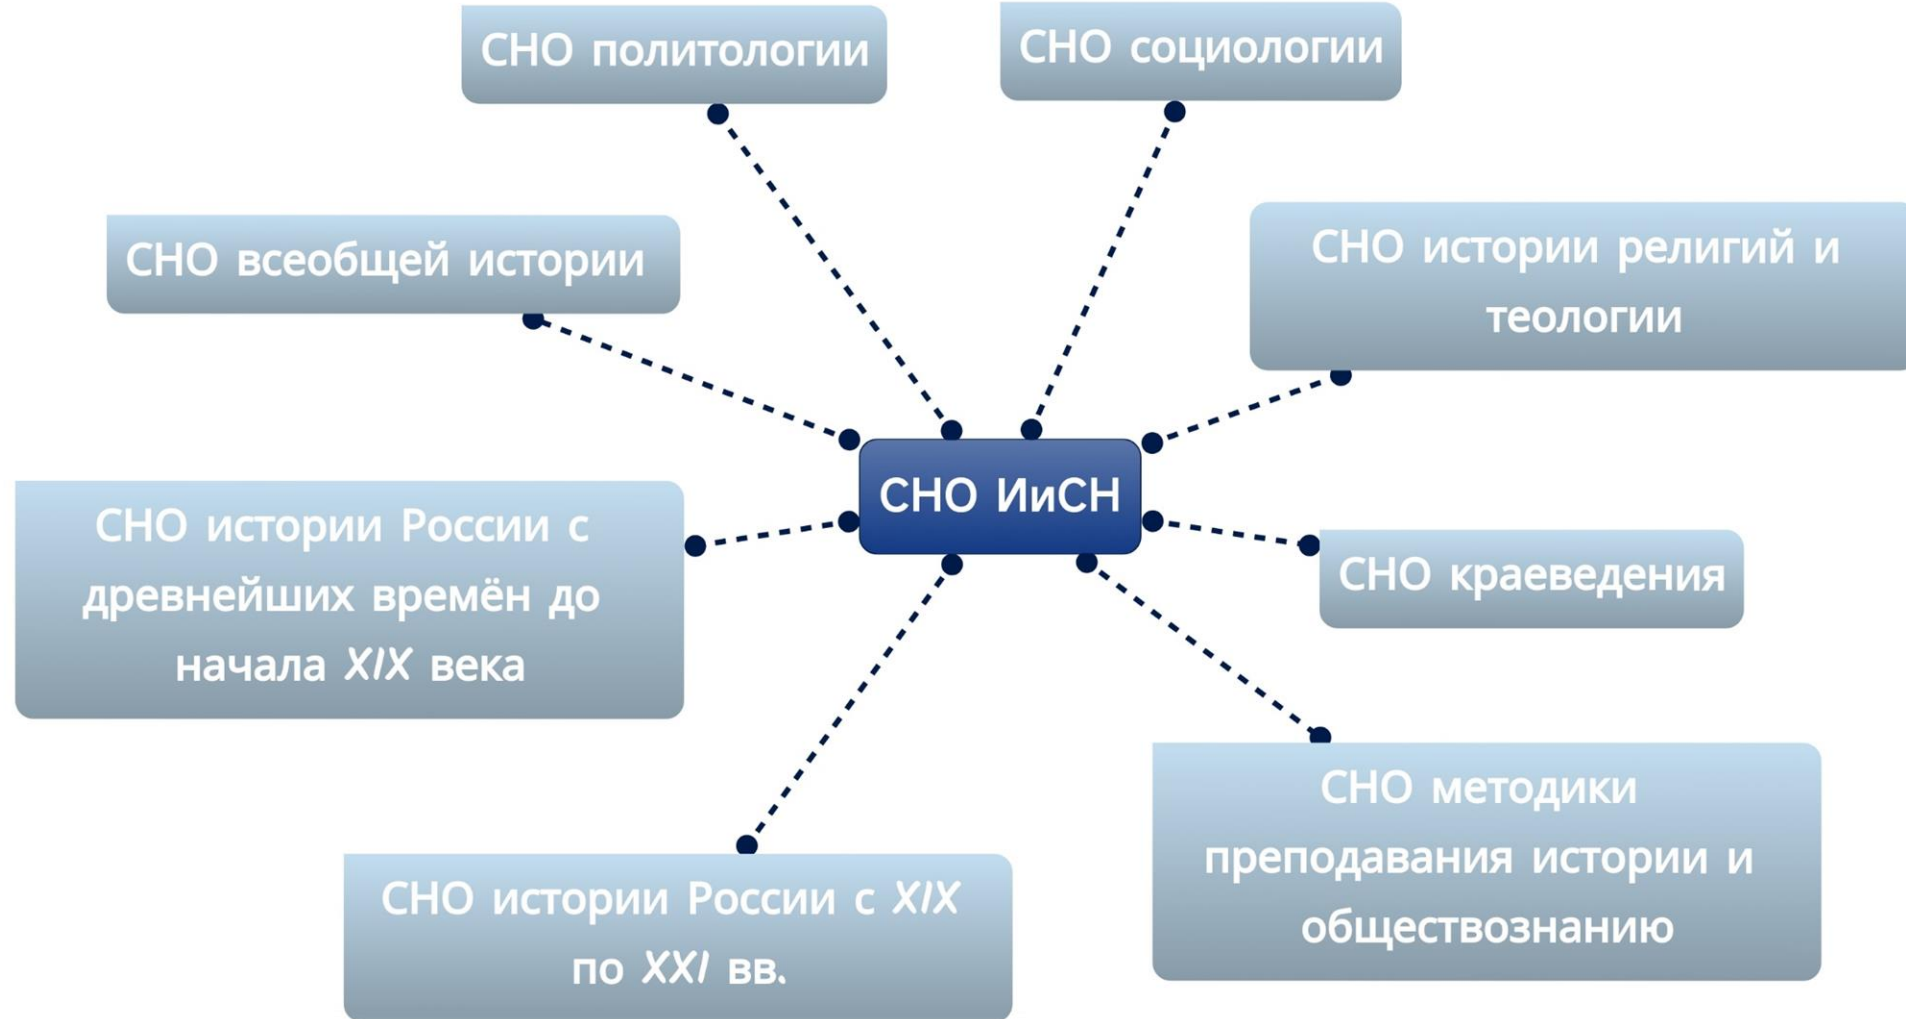 СНО политологии
СНО социологии
СНО всеобщей истории
СНО истории религий и
теологии
СНО ИиСН
СНО истории России с
древнейших времён до
начала XIX века
СНО краеведения
СНО методики
преподавания истории и
обществознанию
СНО истории России с XIX
по XXI вв.